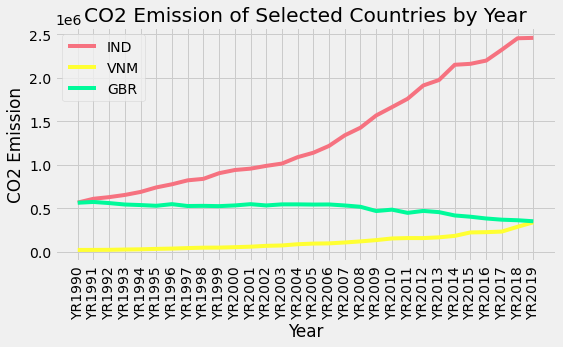 CO2 Emission of Selected Countries by Year
1e6
IND
VNM
GBR
2.5
2.0
1.5
1.0
0.5
0.0
CO2 Emission
YR1990
YR1991
YR1992
YR1993
YR1994
YR1995
YR1996
YR1997
YR1998
YR1999
YR2000
YR2001
YR2002
YR2003
YR2004
YR2005
YR2006
YR2007
YR2008
YR2009
YR2010
YR2011
YR2012
YR2013
YR2014
YR2015
YR2016
YR2017
YR2018
YR2019
Year